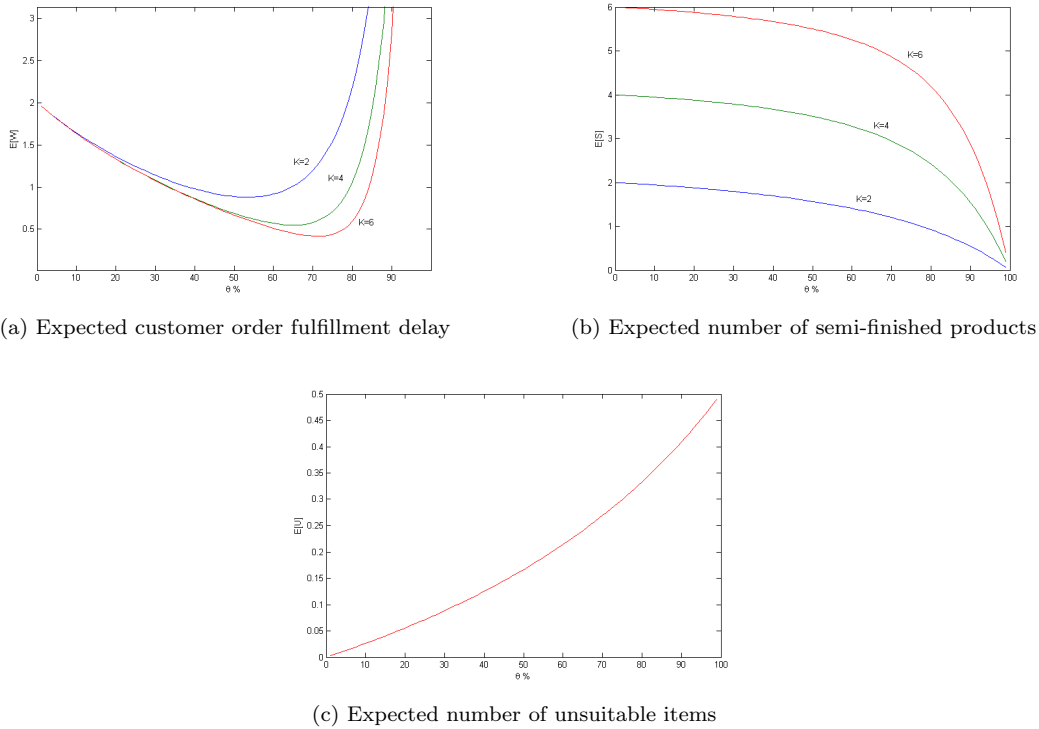 3
2.5
2
1.5
1
0.5
E[W]
K=2
K=4
K=6
0 10 20 30 40 50 60 70 80 90
θ %
(a) Expected customer order fulfillment delay
6
5
4
3
2
1
0
E[S]
K=6
K=4
K=2
0 10 20 30 40 50 60 70 80 90 100
θ %
(b) Expected number of semi-finished products
0.5
0.45
0.4
0.35
0.3
0.25
0.2
0.15
0.1
0.05
0
E[U]
0 10 20 30 40 50 60 70 80 90 100
θ %
(c) Expected number of unsuitable items